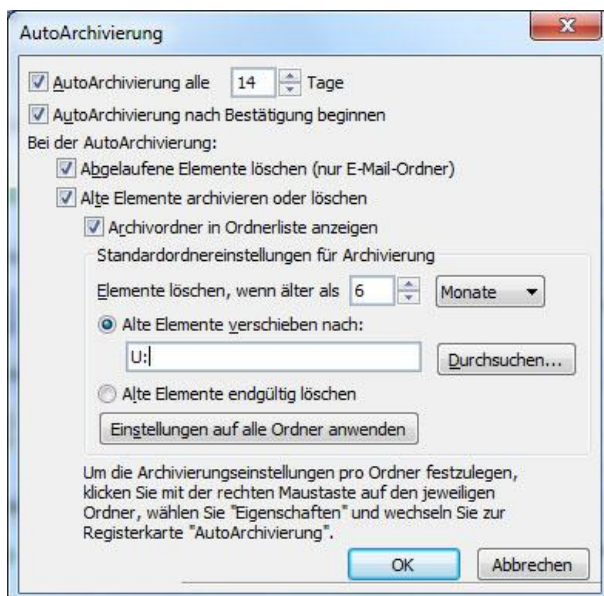 AutoArchivierung
AutoArchivierung alle 14 Tage
AutoArchivierung nach Bestätigung beginnen
Bei der AutoArchivierung:
Abgelaufene Elemente löschen (nur E-Mail-Ordner)
Alte Elemente archivieren oder löschen
Archivordner in Ordnerliste anzeigen
Standardordnereinstellungen für Archivierung
Elemente löschen, wenn älter als 6 Monate
Alte Elemente verschieben nach:
U: Durchsuchen...
Alte Elemente endgültig löschen
Einstellungen auf alle Ordner anwenden
Um die Archivierungseinstellungen pro Ordner festzulegen,
klicken Sie mit der rechten Maustaste auf den jeweiligen
Ordner, wählen Sie "Eigenschaften" und wechseln Sie zur
Registerkarte "AutoArchivierung".
OK Abbrechen